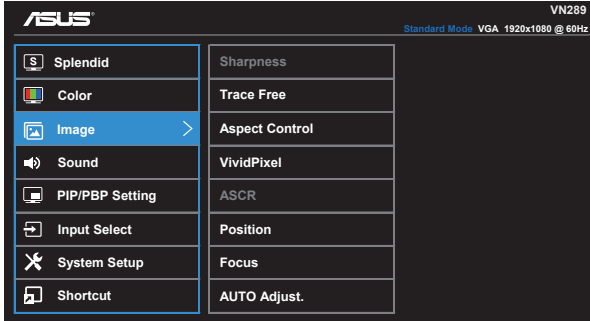 ASUS
VN289
Standard Mode VGA 1920x1080 @ 60Hz
S Splendid
Color
Image
Sound
PIP/PBP Setting
Input Select
System Setup
Shortcut
Sharpness
Trace Free
Aspect Control
VividPixel
ASCR
Position
Focus
AUTO Adjust.